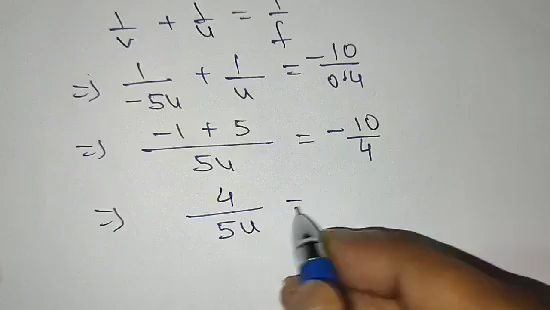 1/v + 1/u = 1/f
=> 1/-5u + 1/u = -10/0.4
=> -1 + 5/5u = -10/4
=> 4/5u =